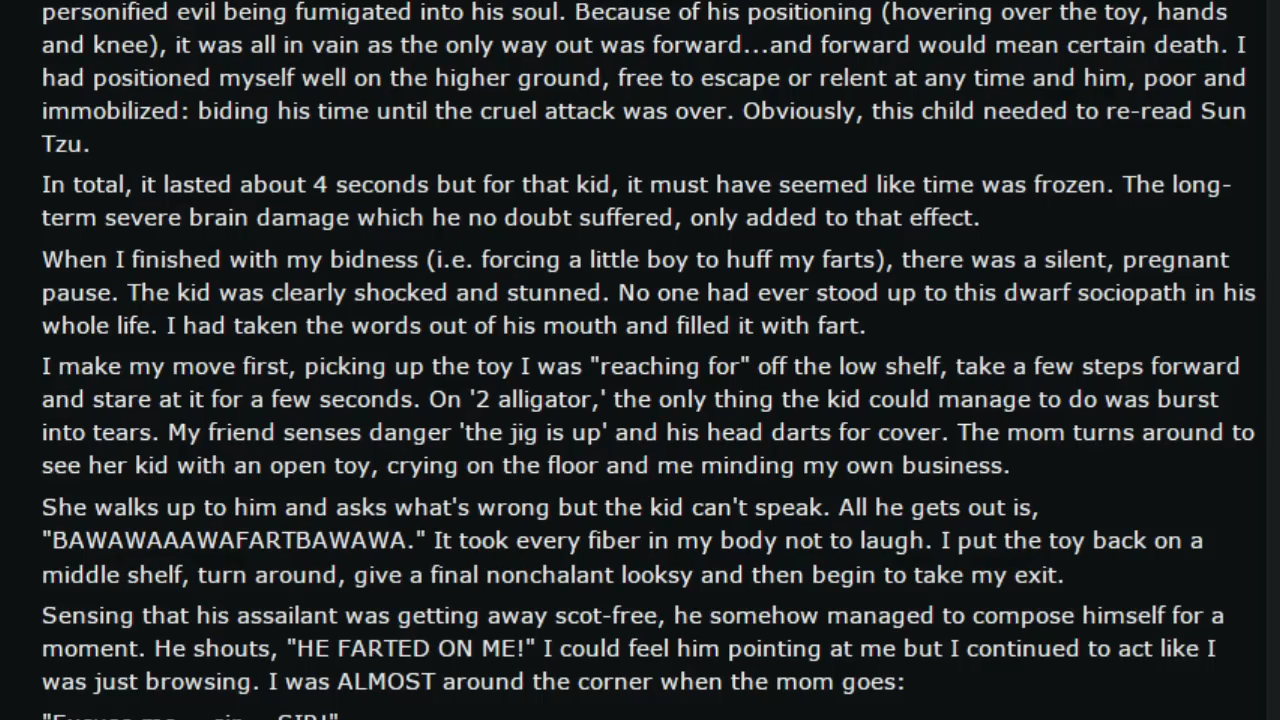 personified evil being fumigated into his soul. Because of his positioning (hovering over the toy, hands
and knee), it was all in vain as the only way out was forward...and forward would mean certain death. I
had positioned myself well on the higher ground, free to escape or relent at any time and him, poor and
immobilized: biding his time until the cruel attack was over. Obviously, this child needed to re-read Sun
Tzu.
In total, it lasted about 4 seconds but for that kid, it must have seemed like time was frozen. The long-
term severe brain damage which he no doubt suffered, only added to that effect.
When I finished with my bidness (i.e. forcing a little boy to huff my farts), there was a silent, pregnant
pause. The kid was clearly shocked and stunned. No one had ever stood up to this dwarf sociopath in his
whole life. I had taken the words out of his mouth and filled it with fart.
I make my move first, picking up the toy I was "reaching for" off the low shelf, take a few steps forward
and stare at it for a few seconds. On '2 alligator,' the only thing the kid could manage to do was burst
into tears. My friend senses danger 'the jig is up' and his head darts for cover. The mom turns around to
see her kid with an open toy, crying on the floor and me minding my own business.
She walks up to him and asks what's wrong but the kid can't speak. All he gets out is,
"BAWAWAAAWAFARTBAWAWA." It took every fiber in my body not to laugh. I put the toy back on a
middle shelf, turn around, give a final nonchalant looksy and then begin to take my exit.
Sensing that his assailant was getting away scot-free, he somehow managed to compose himself for a
moment. He shouts, "HE FARTED ON ME!" I could feel him pointing at me but I continued to act like I
was just browsing. I was ALMOST around the corner when the mom goes: